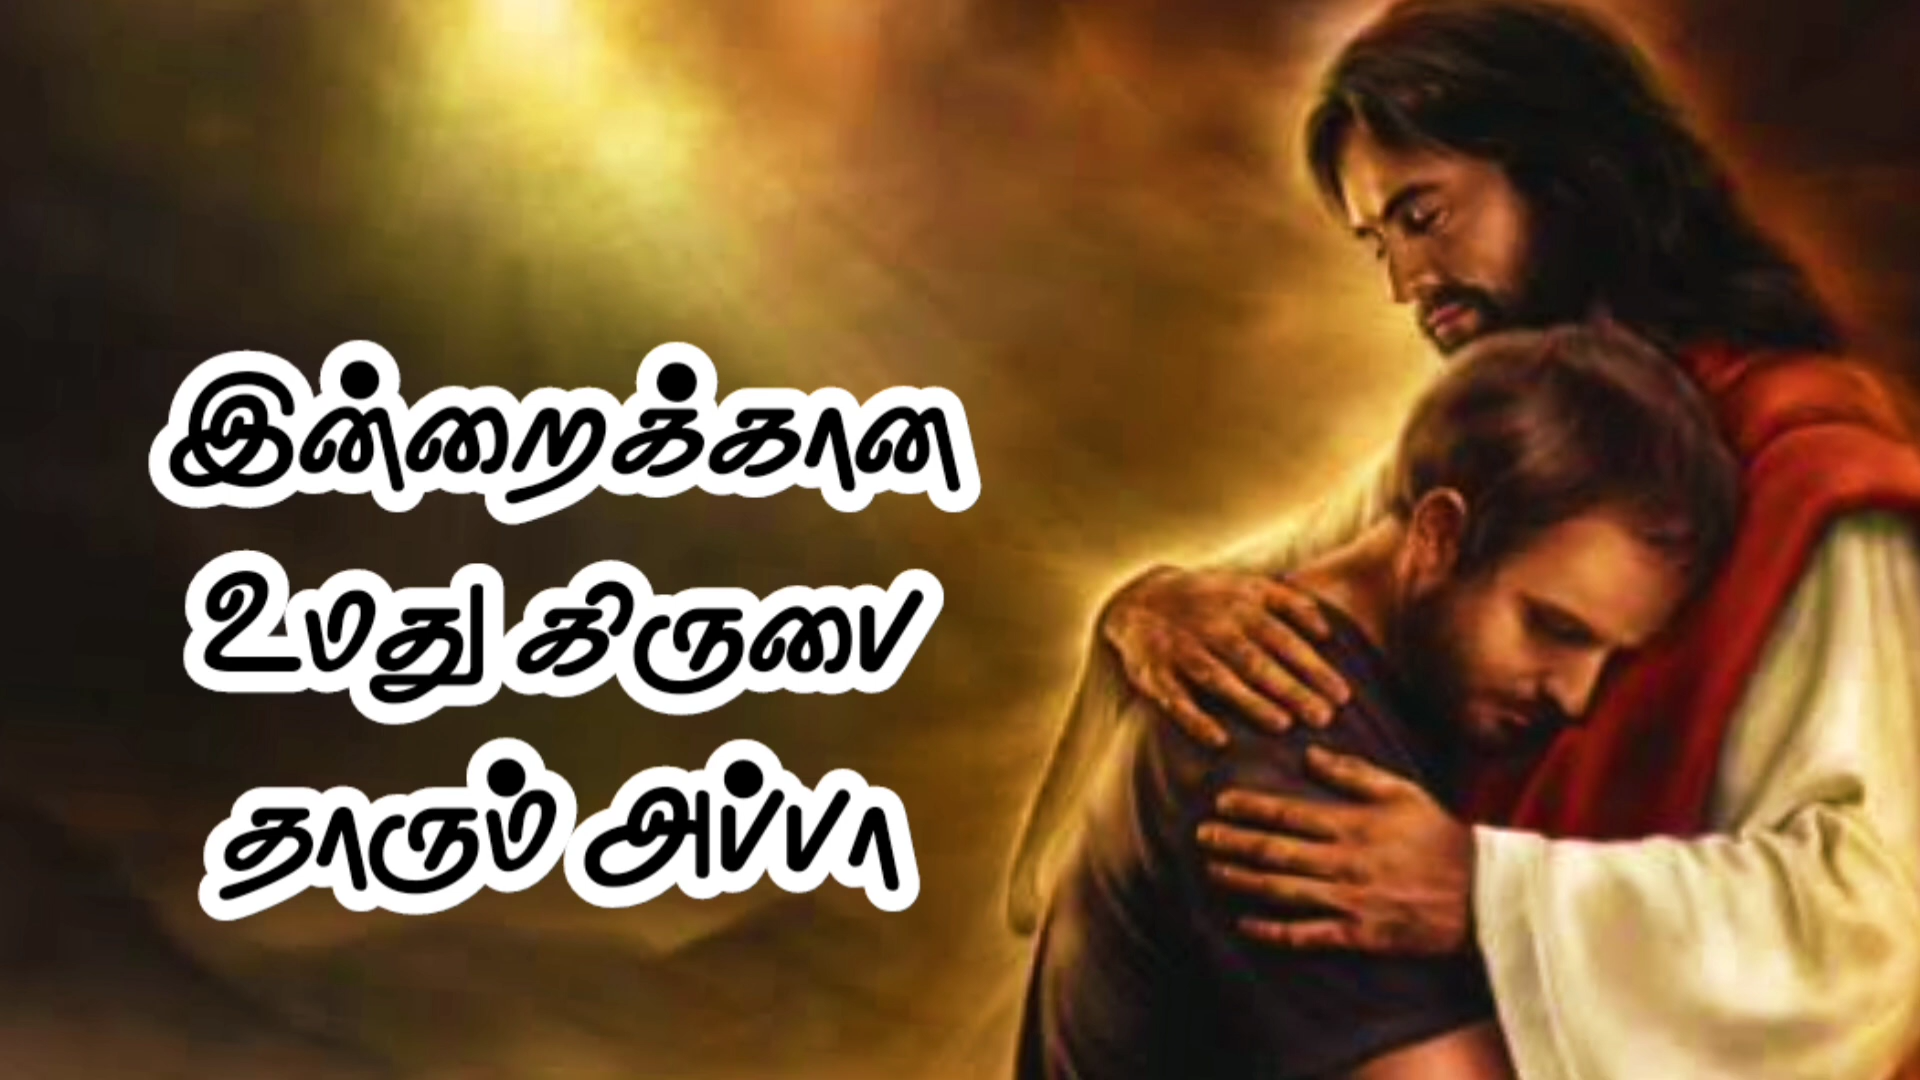 இன்றைக்கான
உமது கிருபை
தாரும் அப்பா